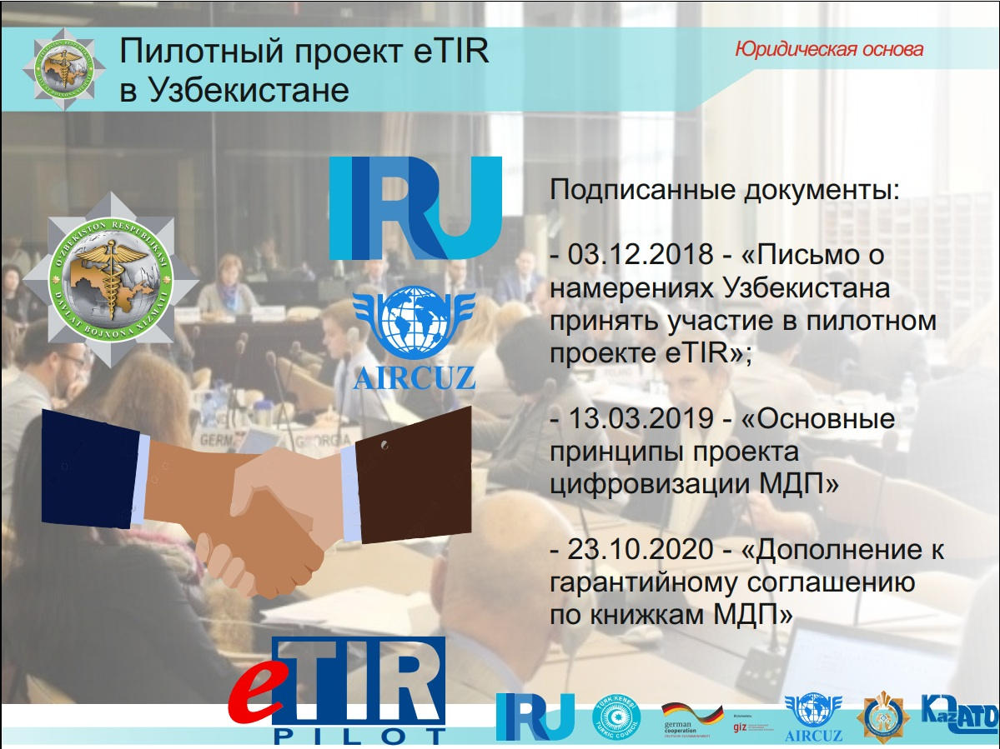 Пилотный проект eTIR
в Узбекистане
Юридическая основа
IRU
O'ZBEKISTON RESPUBLIKASI
DAVLAT BOJXONA XIZMATI
AIRCUZ
Подписанные документы:
- 03.12.2018 - «Письмо о
намерениях Узбекистана
принять участие в пилотном
проекте eTIR»;
- 13.03.2019 - «Основные
принципы проекта
цифровизации МДП»
- 23.10.2020 - «Дополнение к
гарантийному соглашению
по книжкам МДП»
GERM
GEORGIA
eTIR
PILOT
IRU
TÜRK KENEŞİ
TURKIC COUNCIL
german
cooperation
DEUTSCHE ZUSAMMENARBEIT
giz
AIRCUZ
KazATO